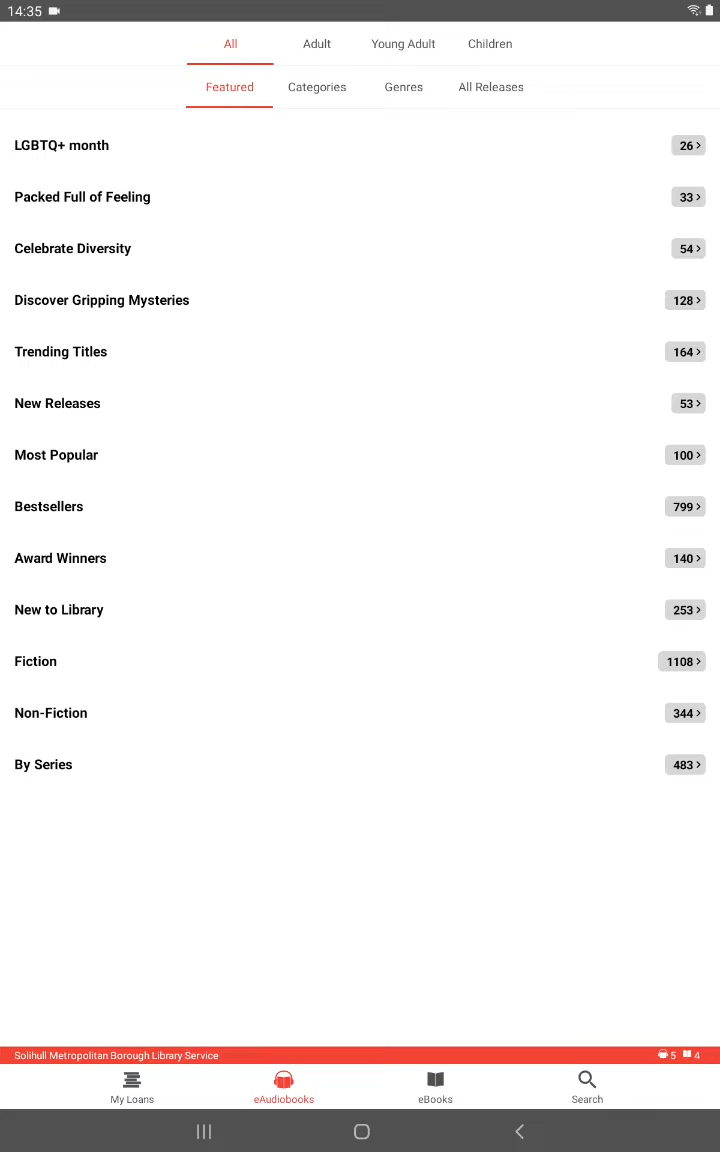 14:35
All Adult Young Adult Children
Featured Categories Genres All Releases
LGBTQ+ month 26
Packed Full of Feeling 33
Celebrate Diversity 54
Discover Gripping Mysteries 128
Trending Titles 164
New Releases 53
Most Popular 100
Bestsellers 799
Award Winners 140
New to Library 253
Fiction 1108
Non-Fiction 344
By Series 483
Solihull Metropolitan Borough Library Service 5 4
My Loans eAudiobooks eBooks Search